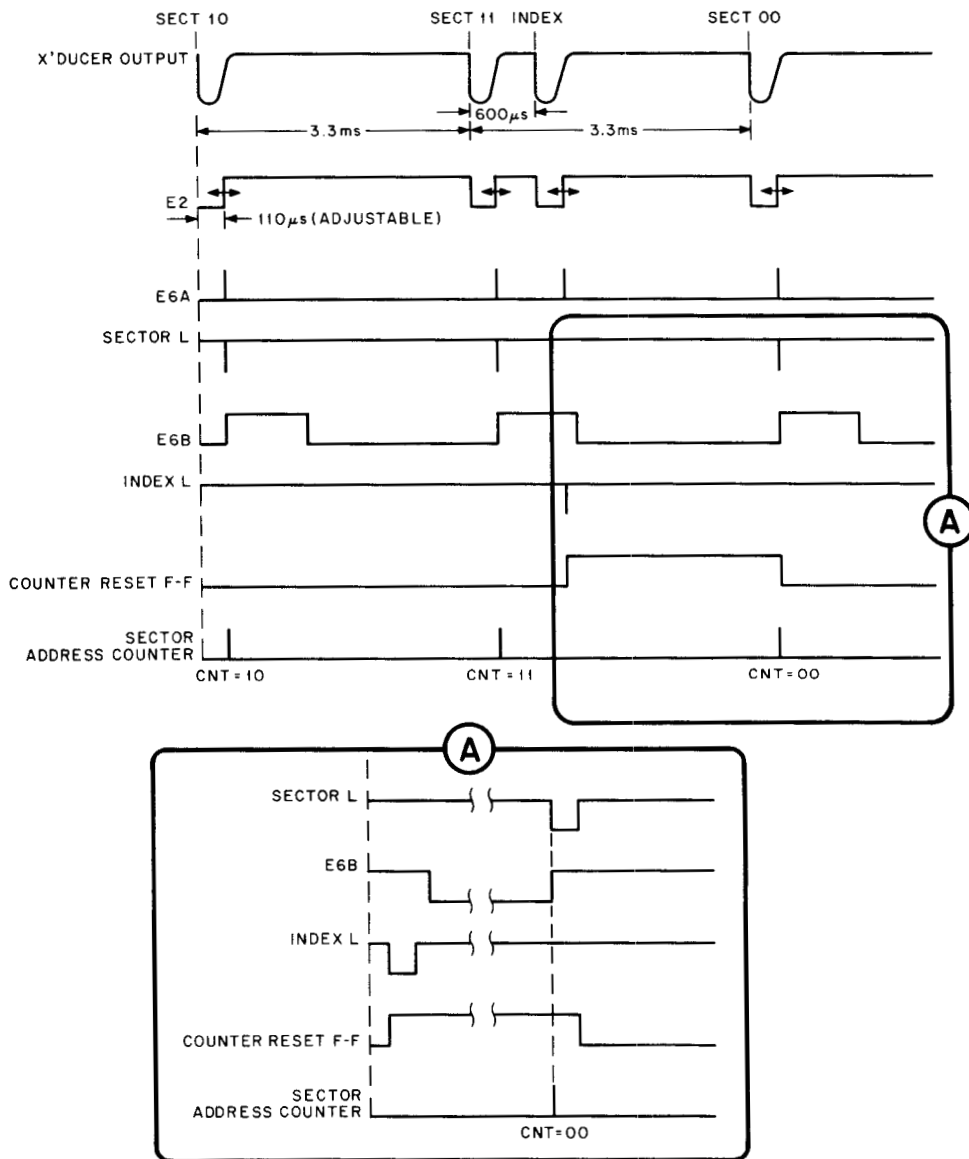 SECT 10
SECT 11 INDEX
SECT 00
X'DUCER OUTPUT
600µs
3.3ms
3.3ms
E2
110µs (ADJUSTABLE)
E6A
SECTOR L
E6B
INDEX L
A
COUNTER RESET F-F
SECTOR
ADDRESS COUNTER
CNT=10
CNT=11
CNT=00
A
SECTOR L
E6B
INDEX L
COUNTER RESET F-F
SECTOR
ADDRESS COUNTER
CNT=00